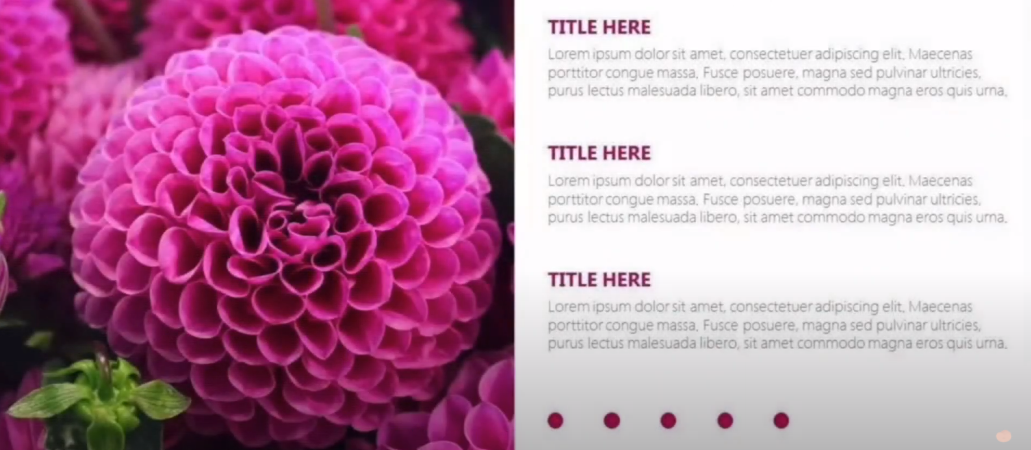 TITLE HERE
Lorem ipsum dolor sit amet, consectetuer adipiscing elit. Maecenas
porttitor congue massa. Fusce posuere, magna sed pulvinar ultricies,
purus lectus malesuada libero, sit amet commodo magna eros quis urna.
TITLE HERE
Lorem ipsum dolor sit amet, consectetuer adipiscing elit. Maecenas
porttitor congue massa. Fusce posuere, magna sed pulvinar ultricies,
purus lectus malesuada libero, sit amet commodo magna eros quis urna.
TITLE HERE
Lorem ipsum dolor sit amet, consectetuer adipiscing elit. Maecenas
porttitor congue massa. Fusce posuere, magna sed pulvinar ultricies,
purus lectus malesuada libero, sit amet commodo magna eros quis urna.